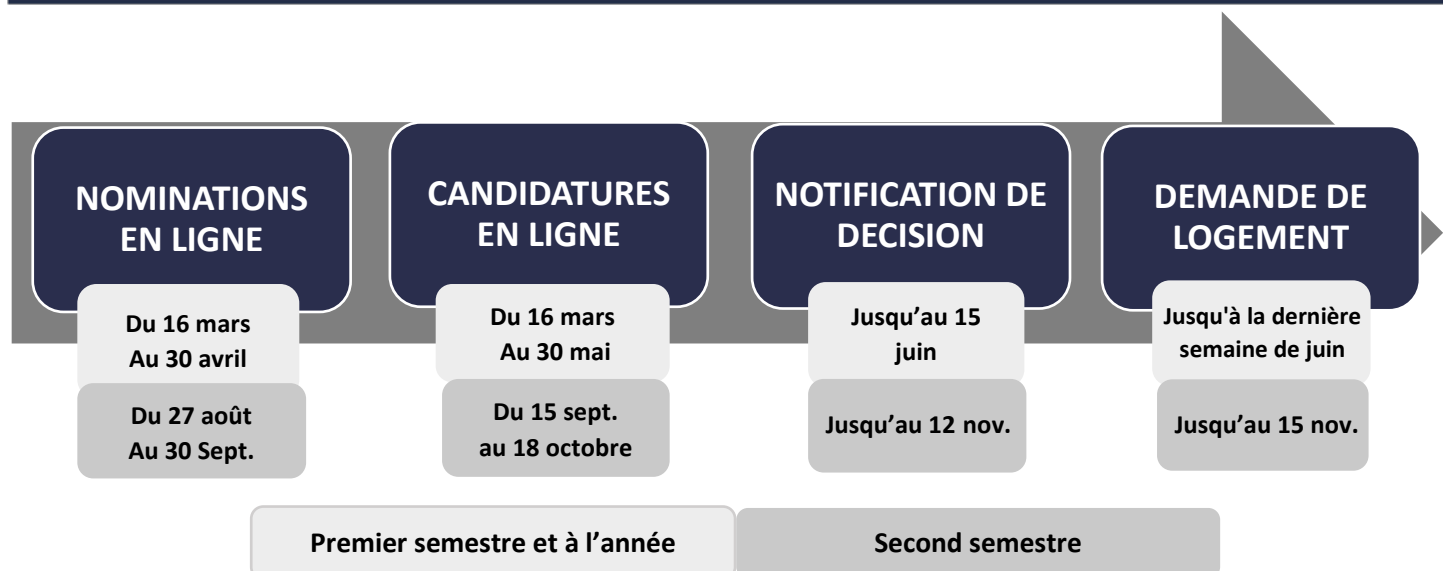 NOMINATIONS
EN LIGNE
Du 16 mars
Au 30 avril
Du 27 août
Au 30 Sept.
CANDIDATURES
EN LIGNE
Du 16 mars
Au 30 mai
Du 15 sept.
au 18 octobre
NOTIFICATION DE
DECISION
Jusqu’au 15
juin
Jusqu’au 12 nov.
DEMANDE DE
LOGEMENT
Jusqu'à la dernière
semaine de juin
Jusqu’au 15 nov.
Premier semestre et à l’année
Second semestre